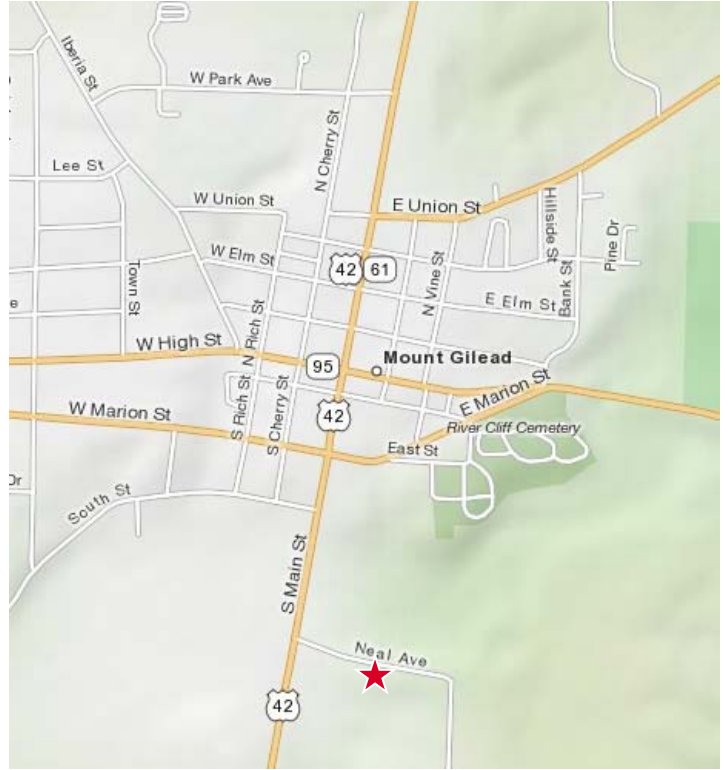 Iberia St
W Park Ave
N Cherry St
Lee St
W Union St
E Union St
Hillside St
Pine Dr
W Elm St
42
61
N Vine St
Town St
E Elm St
Bank St
e
W High St
N Rich St
95
Mount Gilead
W Marion St
S Rich St
S Cherry St
42
E Marion St
River Cliff Cemetery
East St
Dr
South St
S Main St
Neal Ave
42